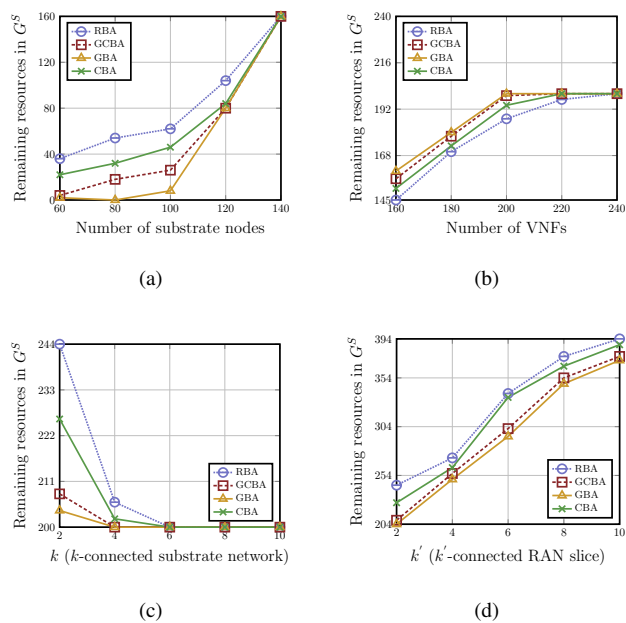 Remaining resources in G^S
160
120
80
40
0
60 80 100 120 140
Number of substrate nodes
RBA
GCBA
GBA
CBA
(a)
Remaining resources in G^S
240
216
192
168
145
160 180 200 220 240
Number of VNFs
RBA
GCBA
GBA
CBA
(b)
Remaining resources in G^S
244
233
222
211
200
2 4 6 8 10
k (k-connected substrate network)
RBA
GCBA
GBA
CBA
(c)
Remaining resources in G^S
394
354
304
254
204
2 4 6 8 10
k′ (k′-connected RAN slice)
RBA
GCBA
GBA
CBA
(d)